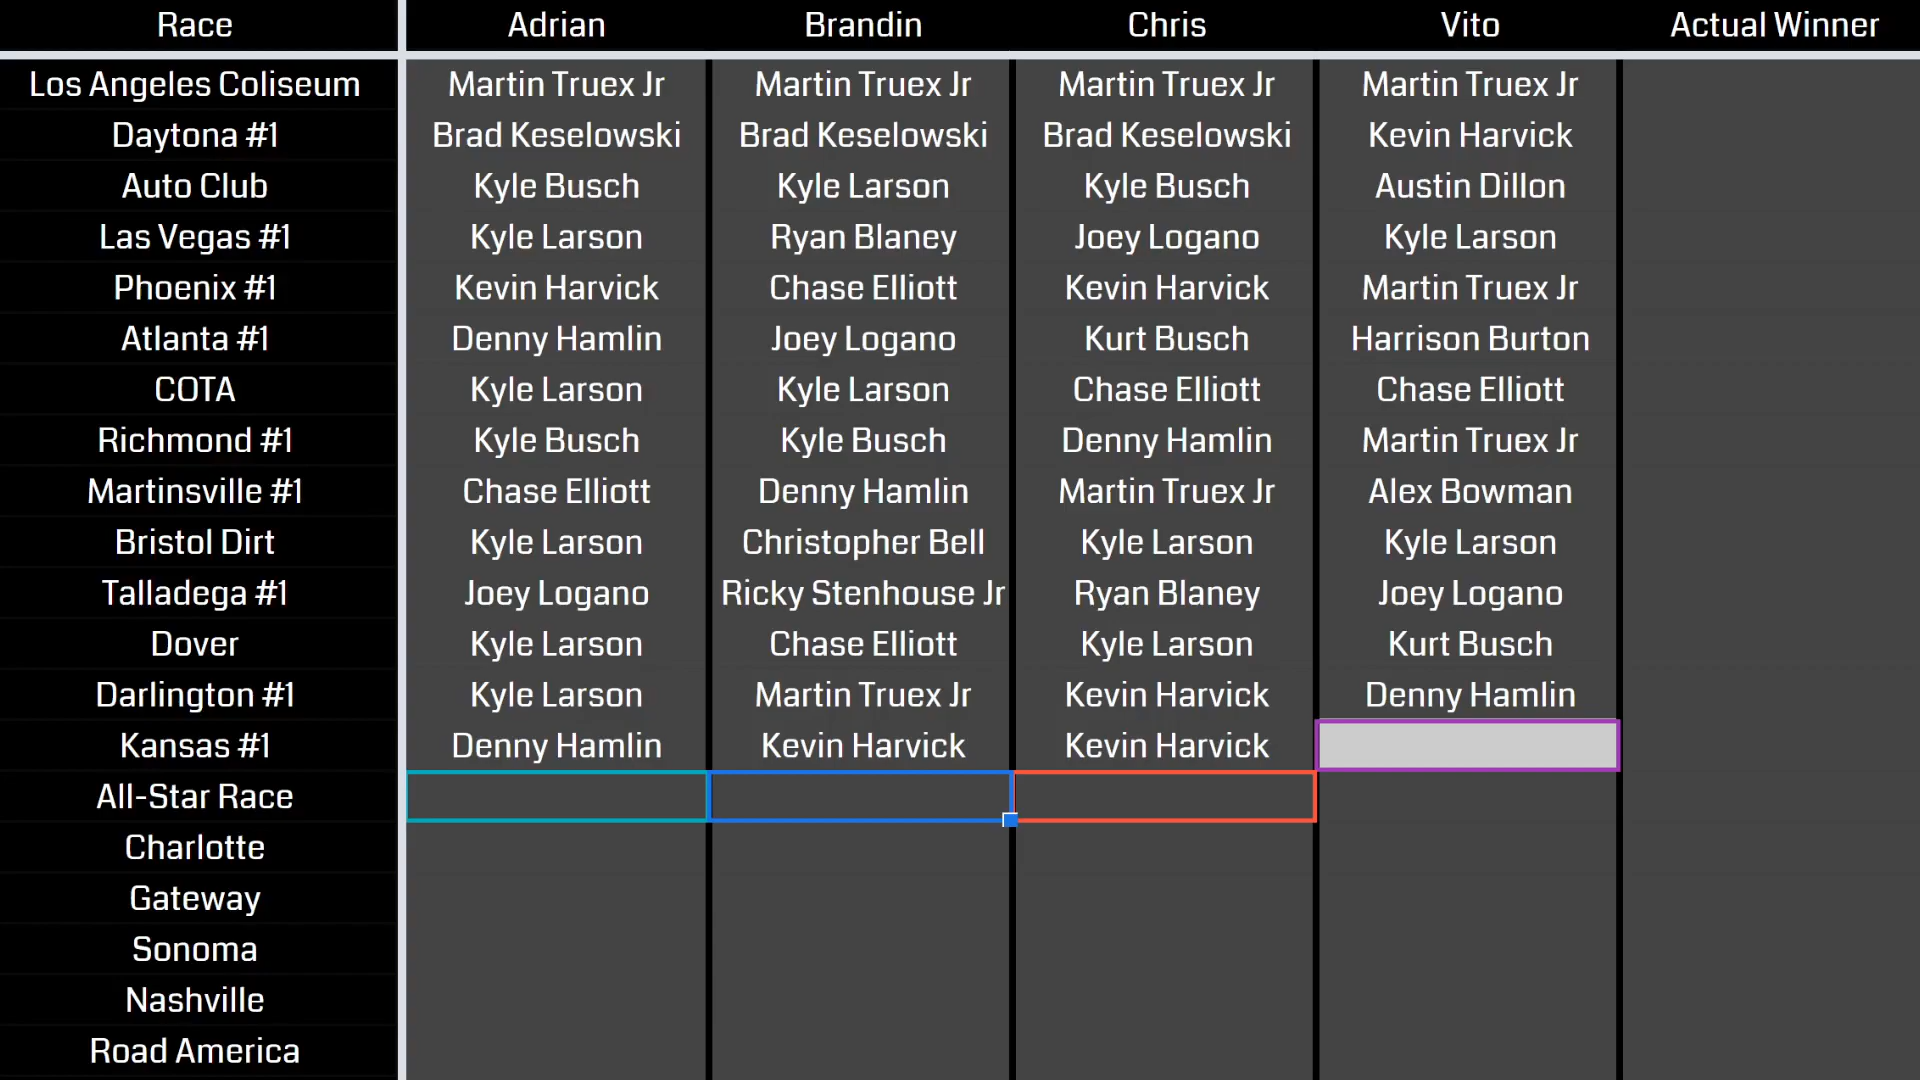 Race Adrian Brandin Chris Vito Actual Winner
Los Angeles Coliseum Martin Truex Jr Martin Truex Jr Martin Truex Jr Martin Truex Jr
Daytona #1 Brad Keselowski Brad Keselowski Brad Keselowski Kevin Harvick
Auto Club Kyle Busch Kyle Larson Kyle Busch Austin Dillon
Las Vegas #1 Kyle Larson Ryan Blaney Joey Logano Kyle Larson
Phoenix #1 Kevin Harvick Chase Elliott Kevin Harvick Martin Truex Jr
Atlanta #1 Denny Hamlin Joey Logano Kurt Busch Harrison Burton
COTA Kyle Larson Kyle Larson Chase Elliott Chase Elliott
Richmond #1 Kyle Busch Kyle Busch Denny Hamlin Martin Truex Jr
Martinsville #1 Chase Elliott Denny Hamlin Martin Truex Jr Alex Bowman
Bristol Dirt Kyle Larson Christopher Bell Kyle Larson Kyle Larson
Talladega #1 Joey Logano Ricky Stenhouse Jr Ryan Blaney Joey Logano
Dover Kyle Larson Chase Elliott Kyle Larson Kurt Busch
Darlington #1 Kyle Larson Martin Truex Jr Kevin Harvick Denny Hamlin
Kansas #1 Denny Hamlin Kevin Harvick Kevin Harvick
All-Star Race
Charlotte
Gateway
Sonoma
Nashville
Road America